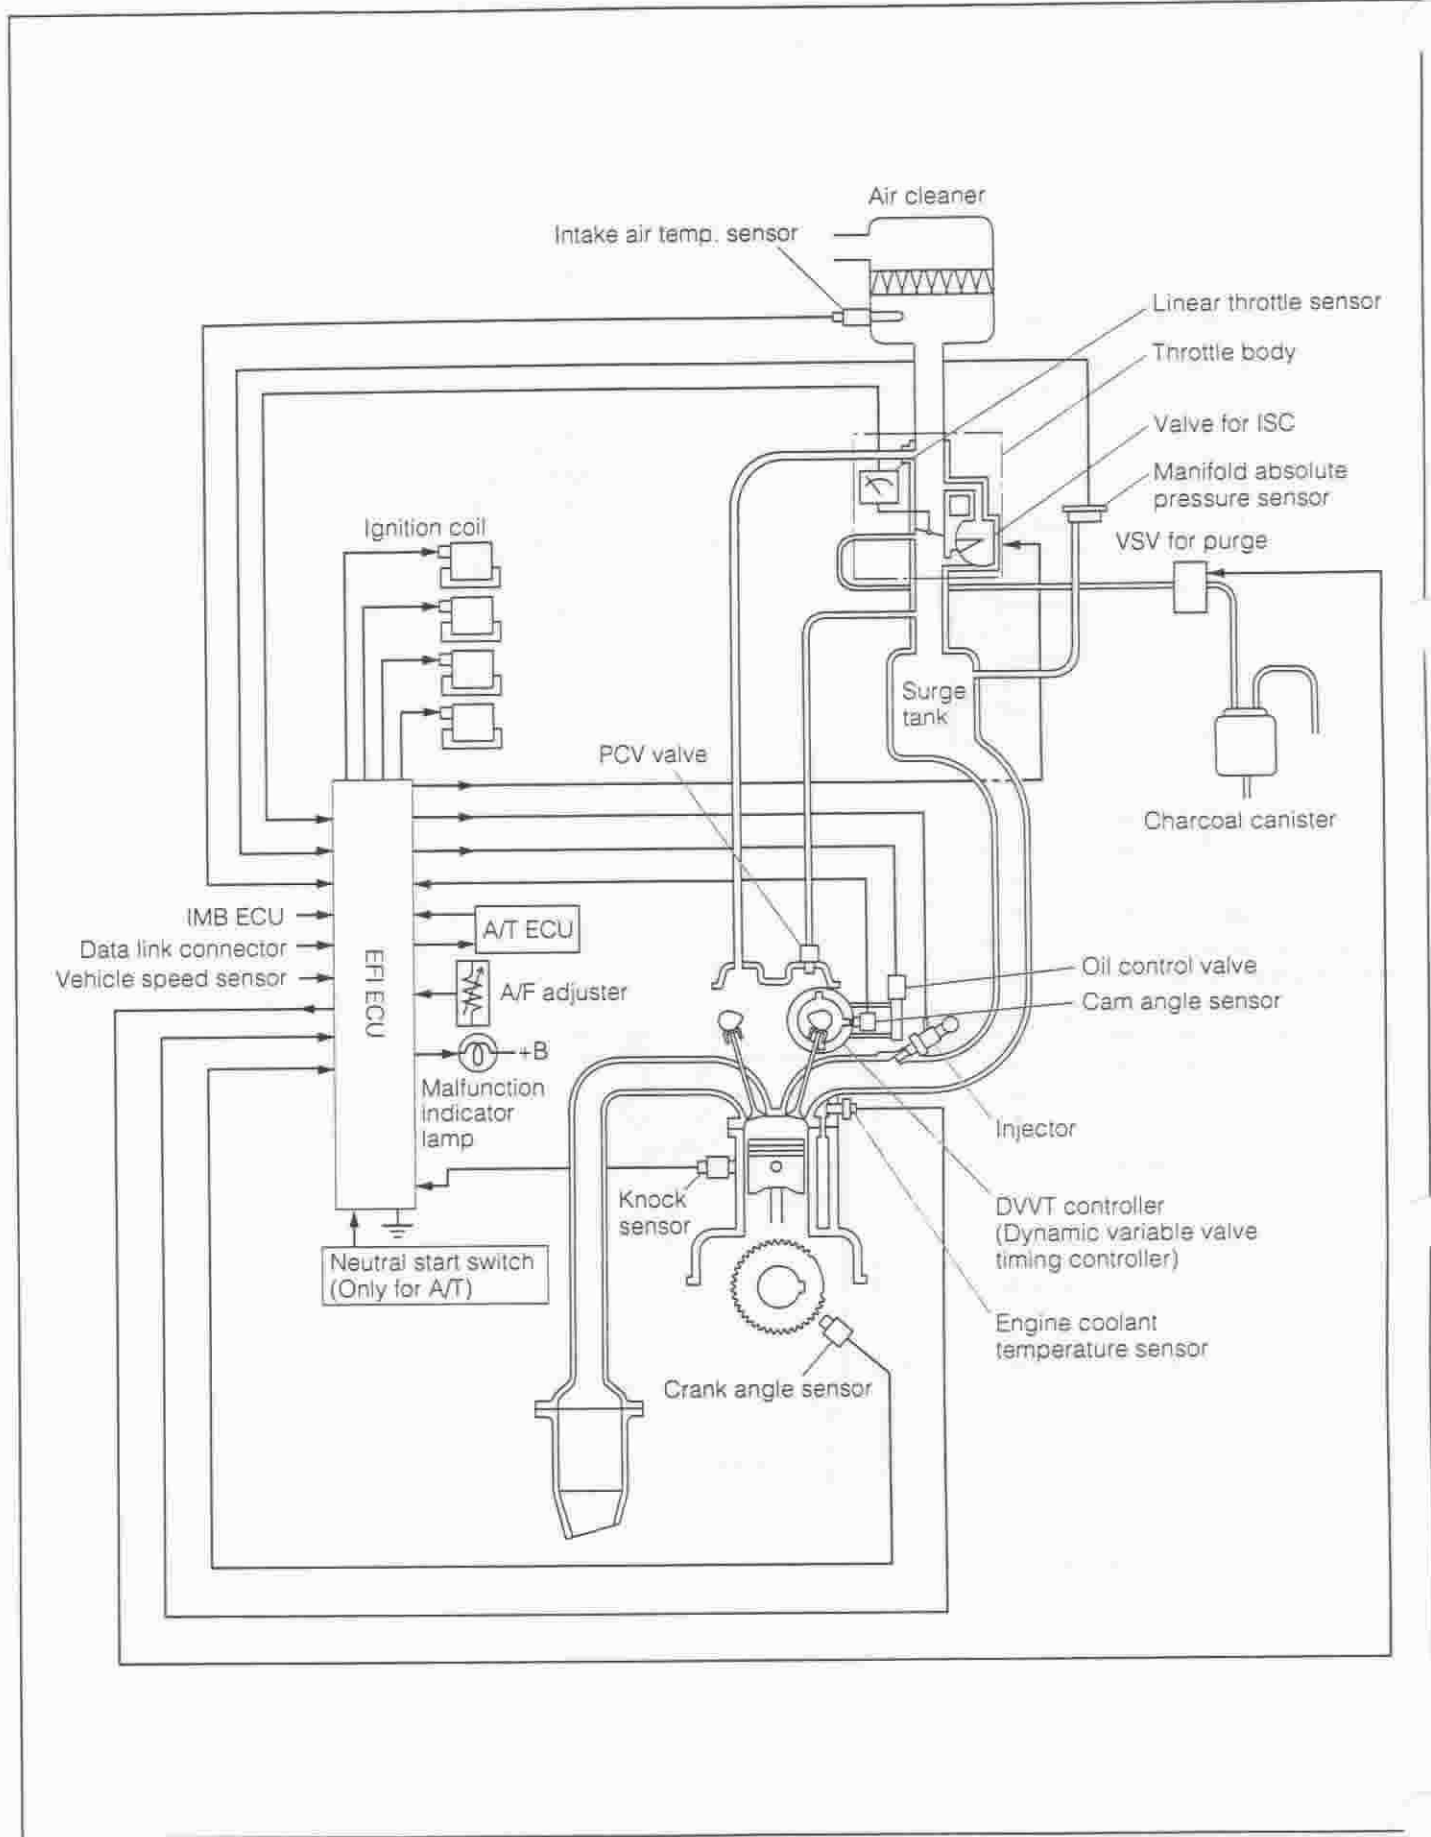 Air cleaner
Intake air temp. sensor
Linear throttle sensor
Throttle body
Valve for ISC
Manifold absolute
pressure sensor
Ignition coil
VSV for purge
Surge
tank
PCV valve
Charcoal canister
IMB ECU
A/T ECU
Data link connector
Vehicle speed sensor
EFI ECU
A/F adjuster
Oil control valve
Cam angle sensor
+B
Malfunction
indicator
lamp
Injector
Knock
sensor
DVVT controller
(Dynamic variable valve
timing controller)
Neutral start switch
(Only for A/T)
Engine coolant
temperature sensor
Crank angle sensor